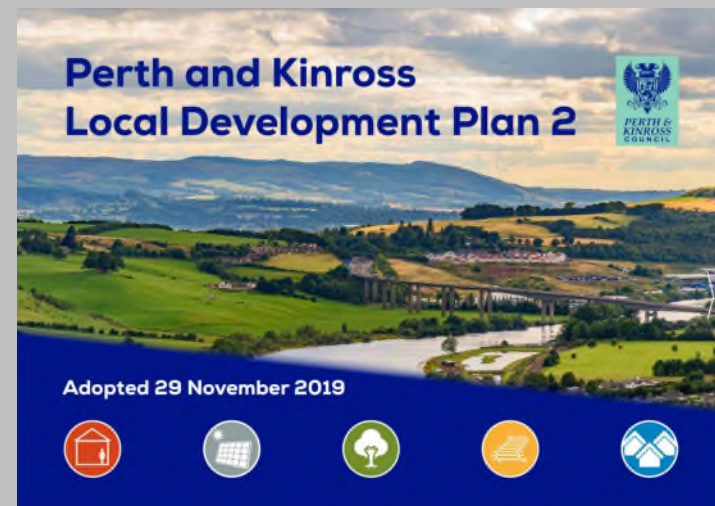 Perth and Kinross
Local Development Plan 2
PERTH &
KINROSS
COUNCIL
Adopted 29 November 2019